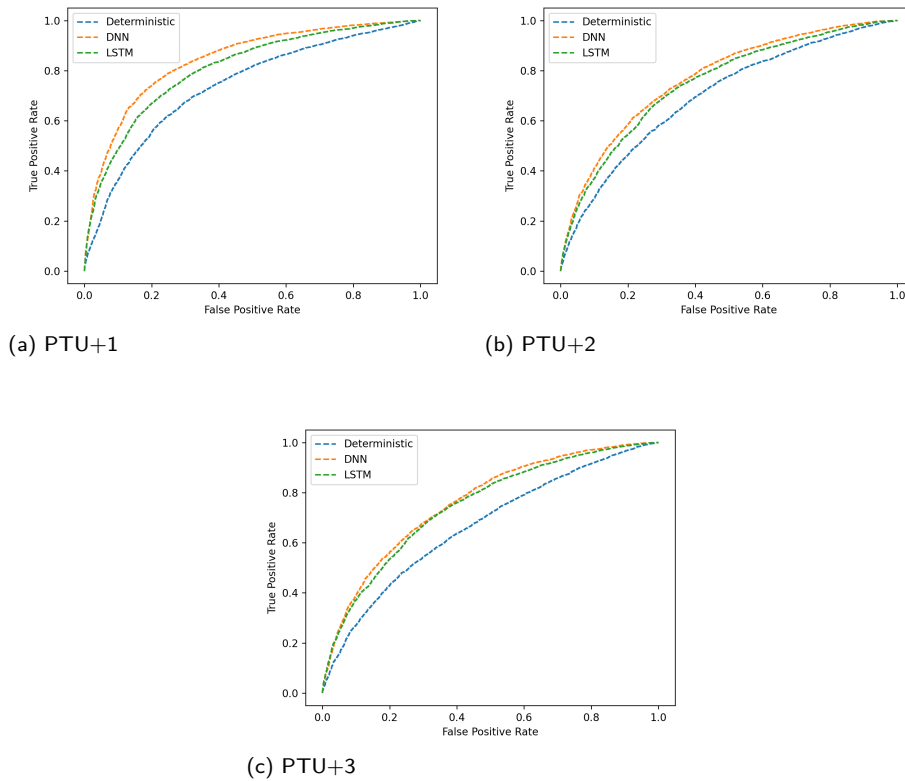 1.0
0.8
0.6
0.4
0.2
0.0
True Positive Rate
Deterministic
DNN
LSTM
0.0 0.2 0.4 0.6 0.8 1.0
False Positive Rate
(a) PTU+1
1.0
0.8
0.6
0.4
0.2
0.0
True Positive Rate
Deterministic
DNN
LSTM
0.0 0.2 0.4 0.6 0.8 1.0
False Positive Rate
(b) PTU+2
1.0
0.8
0.6
0.4
0.2
0.0
True Positive Rate
Deterministic
DNN
LSTM
0.0 0.2 0.4 0.6 0.8 1.0
False Positive Rate
(c) PTU+3